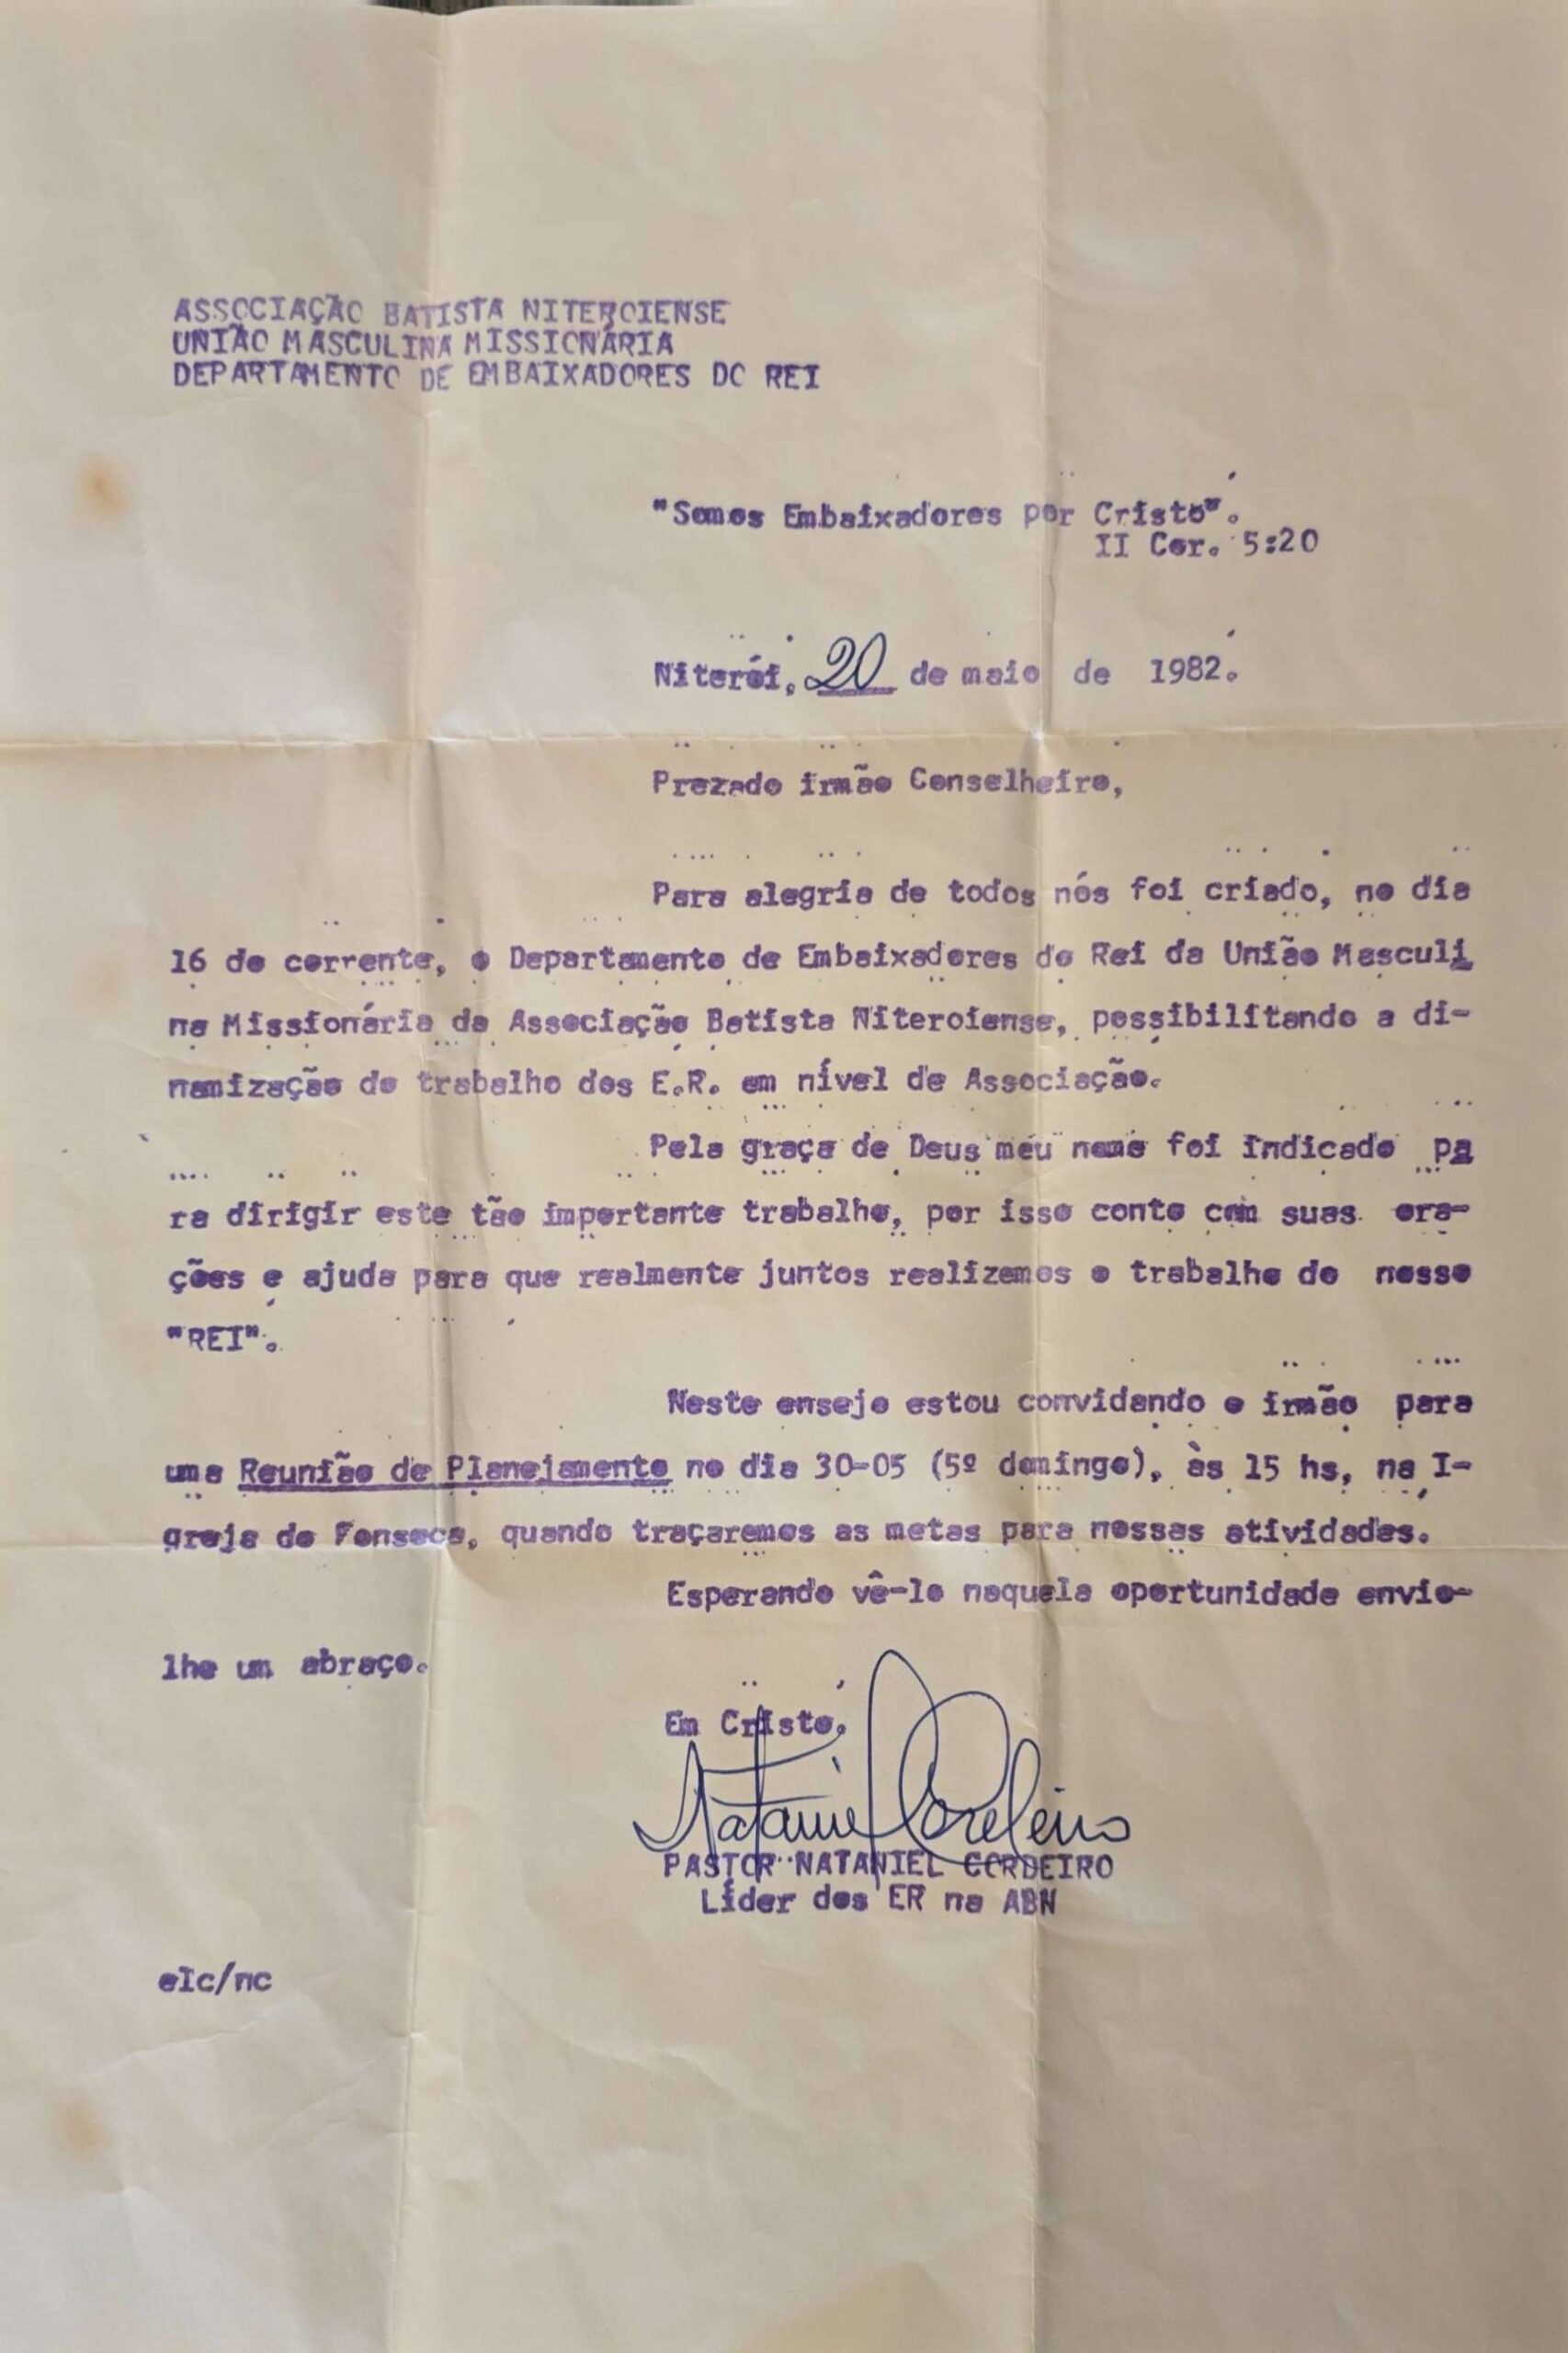 ASSOCIAÇÃO BATISTA NITEROIENSE
UNIÃO MASCULINA MISSIONÁRIA
DEPARTAMENTO DE EMBAIXADORES DO REI
"Somos Embaixadores por Cristo".
II Cor. 5:20
Niterói, 20 de maio de 1982.
Prezado irmão Conselheiro,
Para alegria de todos nós foi criado, no dia
16 do corrente, o Departamento de Embaixadores do Rei da União Masculi
na Missionária da Associação Batista Niteroiense, possibilitando a di-
namização do trabalho dos E.R. em nível de Associação.
Pela graça de Deus meu nome foi indicado pa
ra dirigir este tão importante trabalho, por isso conto com suas ora-
ções e ajuda para que realmente juntos realizemos o trabalho do nosso
"REI".
Neste ensejo estou convidando o irmão para
uma Reunião de Planejamento no dia 30-05 (5º domingo), às 15 hs, na I-
greja do Fonseca, quando traçaremos as metas para nossas atividades.
Esperando vê-lo naquela oportunidade envio-
lhe um abraço.
Em Cristo,
Nataniel Cordeiro
PASTOR NATANIEL CORDEIRO
Líder dos ER na ABN
elc/nc